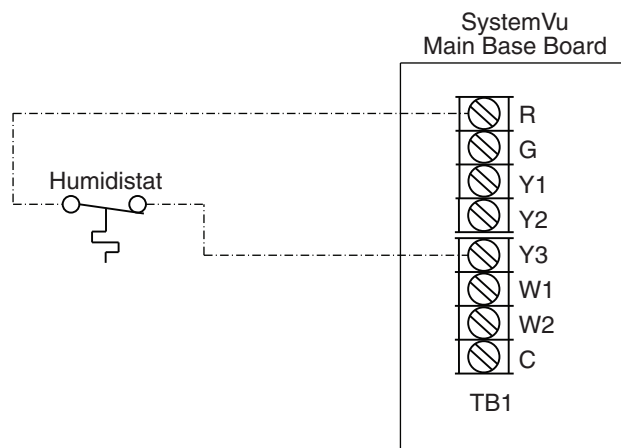 SystemVu
Main Base Board
R
G
Humidistat
Y1
Y2
Y3
W1
W2
C
TB1